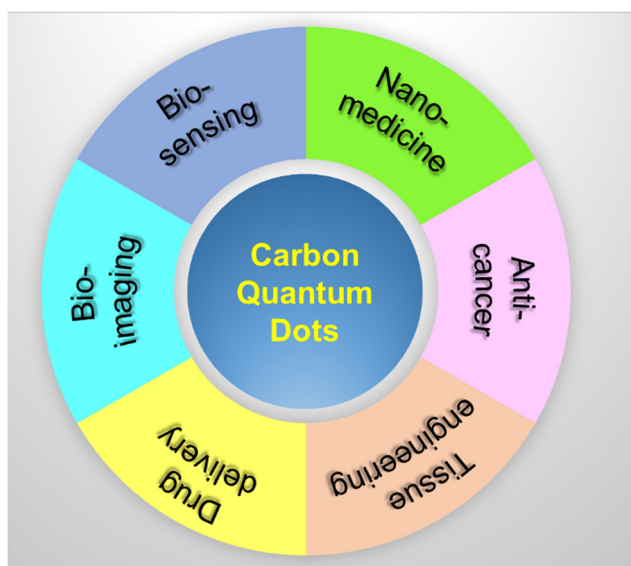 Carbon
Quantum
Dots
Nano-
medicine
Anti-
cancer
Tissue
engineering
Drug
delivery
Bio-
imaging
Bio-
sensing